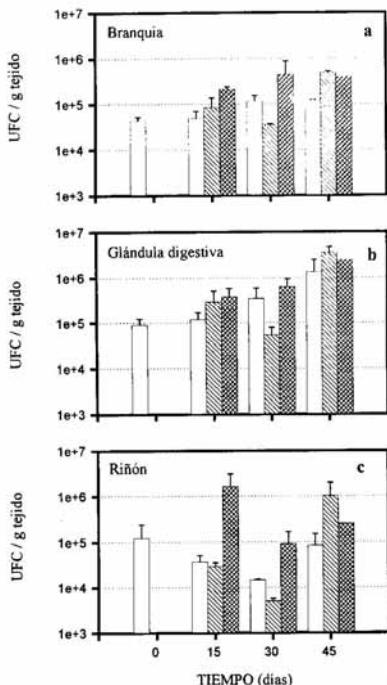 Branquia
a
UFC / g tejido
1e+7
1e+6
1e+5
1e+4
1e+3
Glándula digestiva
b
UFC / g tejido
1e+7
1e+6
1e+5
1e+4
1e+3
Riñón
c
UFC / g tejido
1e+7
1e+6
1e+5
1e+4
1e+3
0 15 30 45
TIEMPO (días)